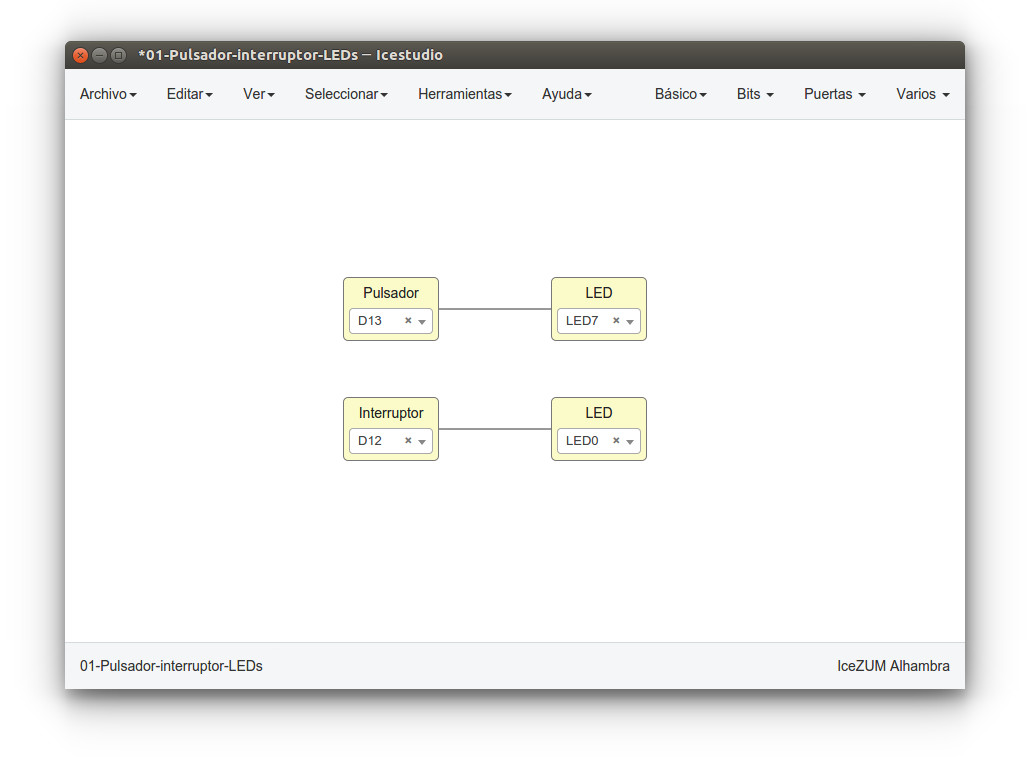 *01-Pulsador-interruptor-LEDs — Icestudio
Archivo Editar Ver Seleccionar Herramientas Ayuda Básico Bits Puertas Varios
Pulsador LED
D13 LED7
Interruptor LED
D12 LED0
01-Pulsador-interruptor-LEDs IceZUM Alhambra